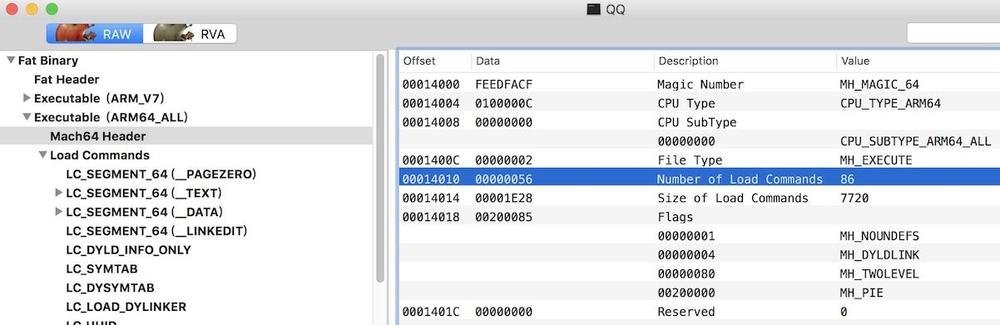 QQ
RAW RVA
Fat Binary
Fat Header
Executable (ARM_V7)
Executable (ARM64_ALL)
Mach64 Header
Load Commands
LC_SEGMENT_64 (__PAGEZERO)
LC_SEGMENT_64 (__TEXT)
LC_SEGMENT_64 (__DATA)
LC_SEGMENT_64 (__LINKEDIT)
LC_DYLD_INFO_ONLY
LC_SYMTAB
LC_DYSYMTAB
LC_LOAD_DYLINKER
LC_UUID
Offset Data Description Value
00014000 FEEDFACF Magic Number MH_MAGIC_64
00014004 0100000C CPU Type CPU_TYPE_ARM64
00014008 00000000 CPU SubType
00000000 CPU_SUBTYPE_ARM64_ALL
0001400C 00000002 File Type MH_EXECUTE
00014010 00000056 Number of Load Commands 86
00014014 00001E28 Size of Load Commands 7720
00014018 00200085 Flags
00000001 MH_NOUNDEFS
00000004 MH_DYLDLINK
00000080 MH_TWOLEVEL
00200000 MH_PIE
0001401C 00000000 Reserved 0